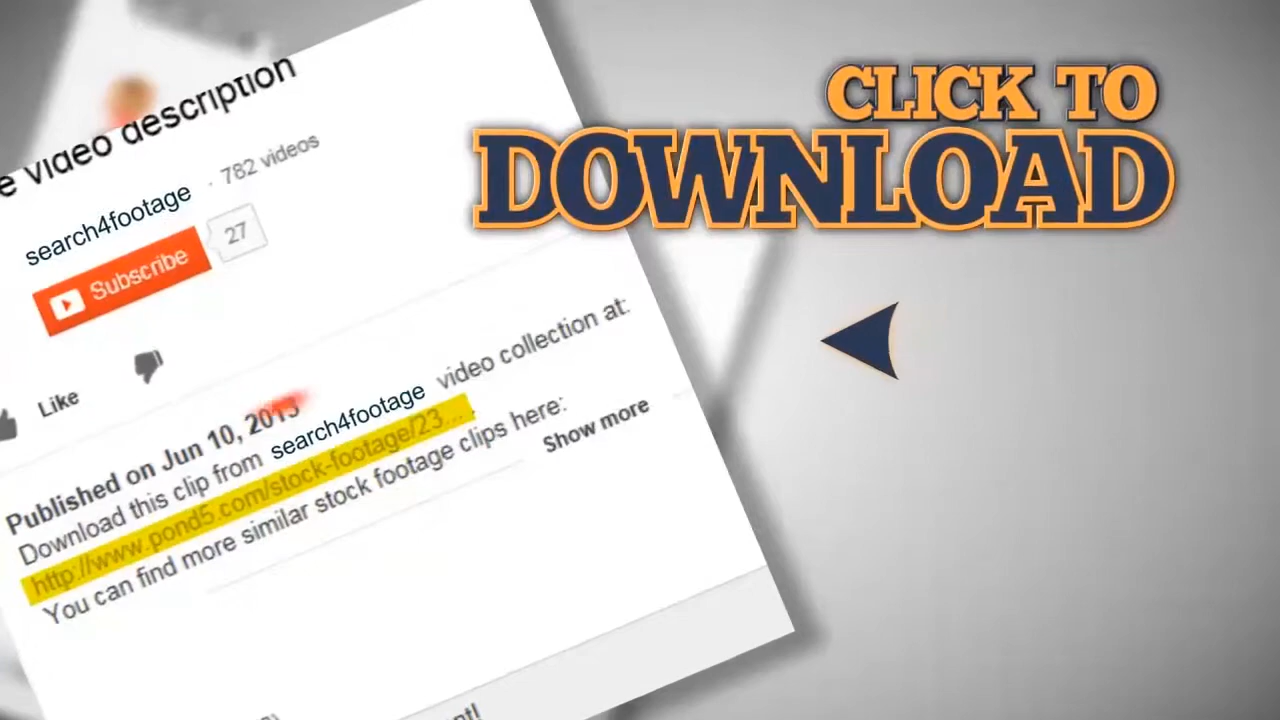 CLICK TO
DOWNLOAD
e video description
search4footage · 782 videos
Subscribe 27
Like
Published on Jun 10, 2013
Download this clip from search4footage video collection at:
http://www.pond5.com/stock-footage/23... .
You can find more similar stock footage clips here:
Show more